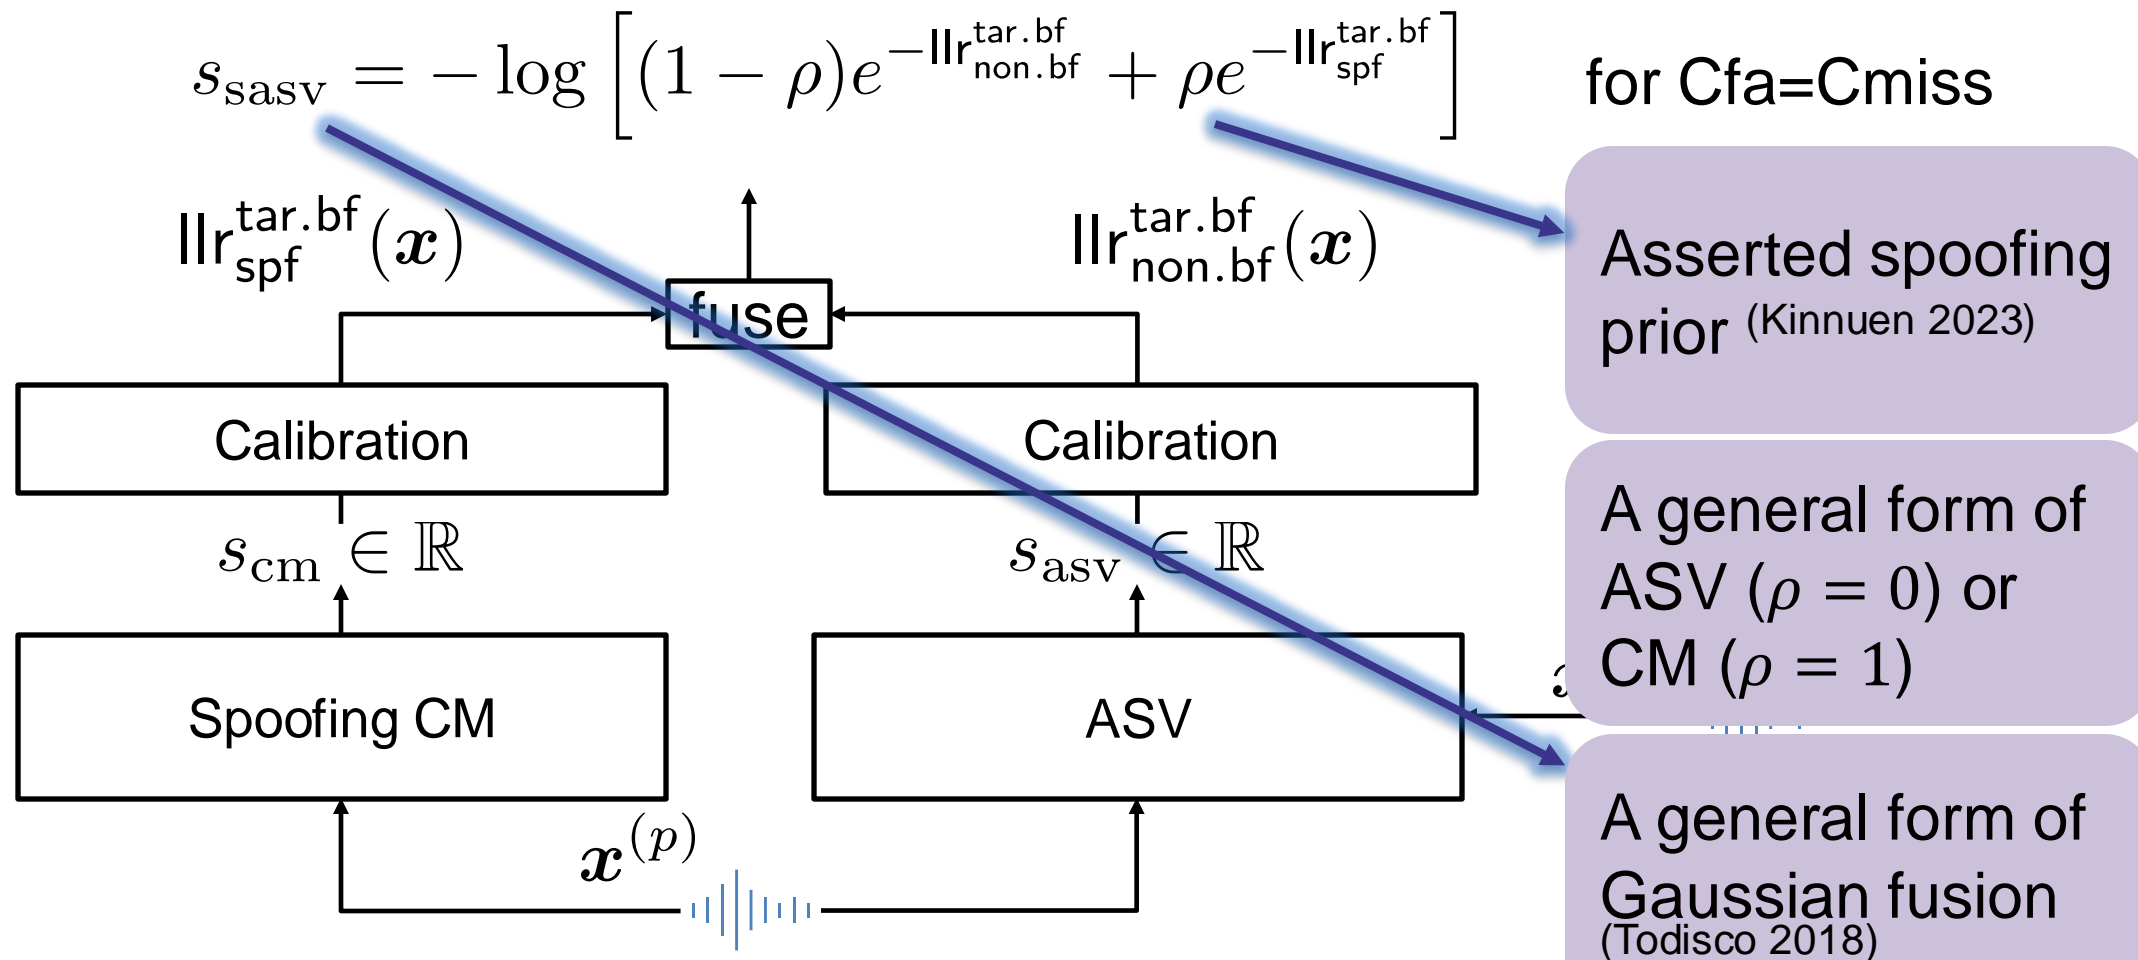 s_sasv = − log [(1 − ρ)e^{−llr^{tar.bf}_{non.bf}} + ρe^{−llr^{tar.bf}_{spf}}]
for Cfa=Cmiss
llr^{tar.bf}_{spf}(x)
llr^{tar.bf}_{non.bf}(x)
fuse
Calibration
Calibration
s_cm ∈ ℝ
s_asv ∈ ℝ
Spoofing CM
ASV
x^{(p)}
Asserted spoofing
prior (Kinnuen 2023)
A general form of
ASV (ρ = 0) or
CM (ρ = 1)
A general form of
Gaussian fusion
(Todisco 2018)